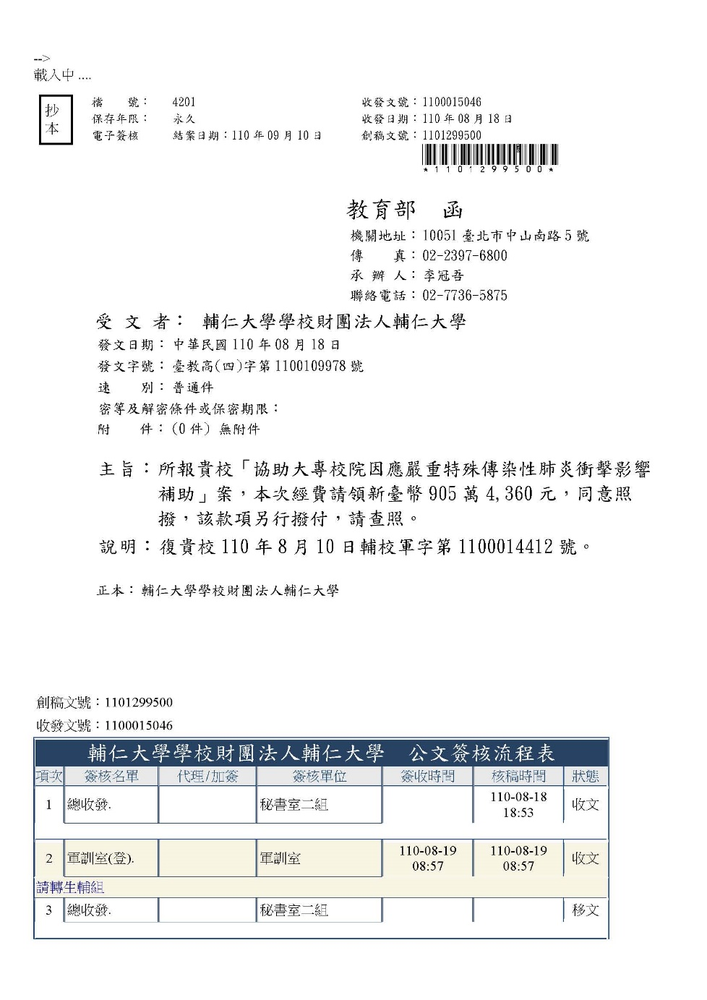 -->
載入中 ....
抄本
檔　　號：　4201
保存年限：　永久
電子簽核　結案日期：110 年 09 月 10 日
收發文號：1100015046
收發日期：110 年 08 月 18 日
創稿文號：1101299500
*1101299500*
教育部　函
機關地址：10051 臺北市中山南路 5 號
傳　　真：02-2397-6800
承 辦 人：李冠吾
聯絡電話：02-7736-5875
受 文 者：　輔仁大學學校財團法人輔仁大學
發文日期：中華民國 110 年 08 月 18 日
發文字號：臺教高(四)字第 1100109978 號
速　　別：普通件
密等及解密條件或保密期限：
附　　件：(0 件) 無附件
主旨：所報貴校「協助大專校院因應嚴重特殊傳染性肺炎衝擊影響
補助」案，本次經費請領新臺幣 905 萬 4,360 元，同意照
撥，該款項另行撥付，請查照。
說明：復貴校 110 年 8 月 10 日輔校軍字第 1100014412 號。
正本：輔仁大學學校財團法人輔仁大學
創稿文號：1101299500
收發文號：1100015046
輔仁大學學校財團法人輔仁大學　公文簽核流程表
項次　簽核名單　代理/加簽　簽核單位　簽收時間　核稿時間　狀態
1　總收發.　秘書室二組　110-08-18 18:53　收文
2　軍訓室(登).　軍訓室　110-08-19 08:57　110-08-19 08:57　收文
請轉生輔組
3　總收發.　秘書室二組　移文